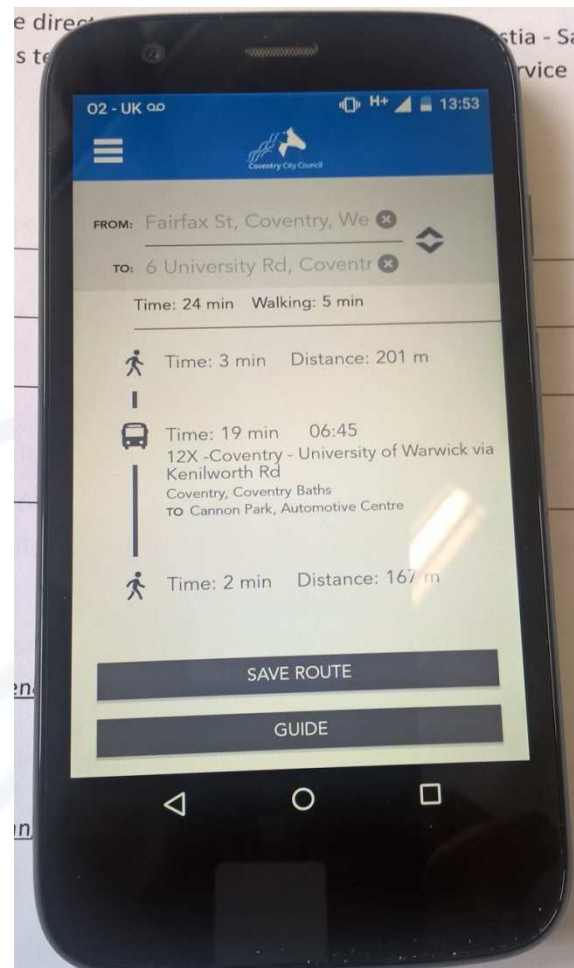 e direct
s te
stia - Sa
rvice
O2 - UK
H+ 13:53
Coventry City Council
FROM: Fairfax St, Coventry, We
TO: 6 University Rd, Coventr
Time: 24 min Walking: 5 min
Time: 3 min Distance: 201 m
Time: 19 min 06:45
12X -Coventry - University of Warwick via
Kenilworth Rd
Coventry, Coventry Baths
TO Cannon Park, Automotive Centre
Time: 2 min Distance: 167 m
SAVE ROUTE
GUIDE